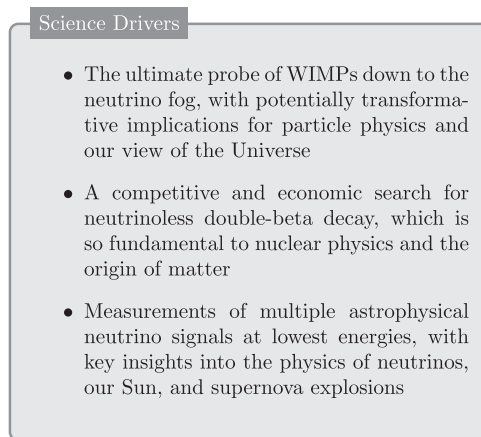 Science Drivers
• The ultimate probe of WIMPs down to the
neutrino fog, with potentially transforma-
tive implications for particle physics and
our view of the Universe
• A competitive and economic search for
neutrinoless double-beta decay, which is
so fundamental to nuclear physics and the
origin of matter
• Measurements of multiple astrophysical
neutrino signals at lowest energies, with
key insights into the physics of neutrinos,
our Sun, and supernova explosions